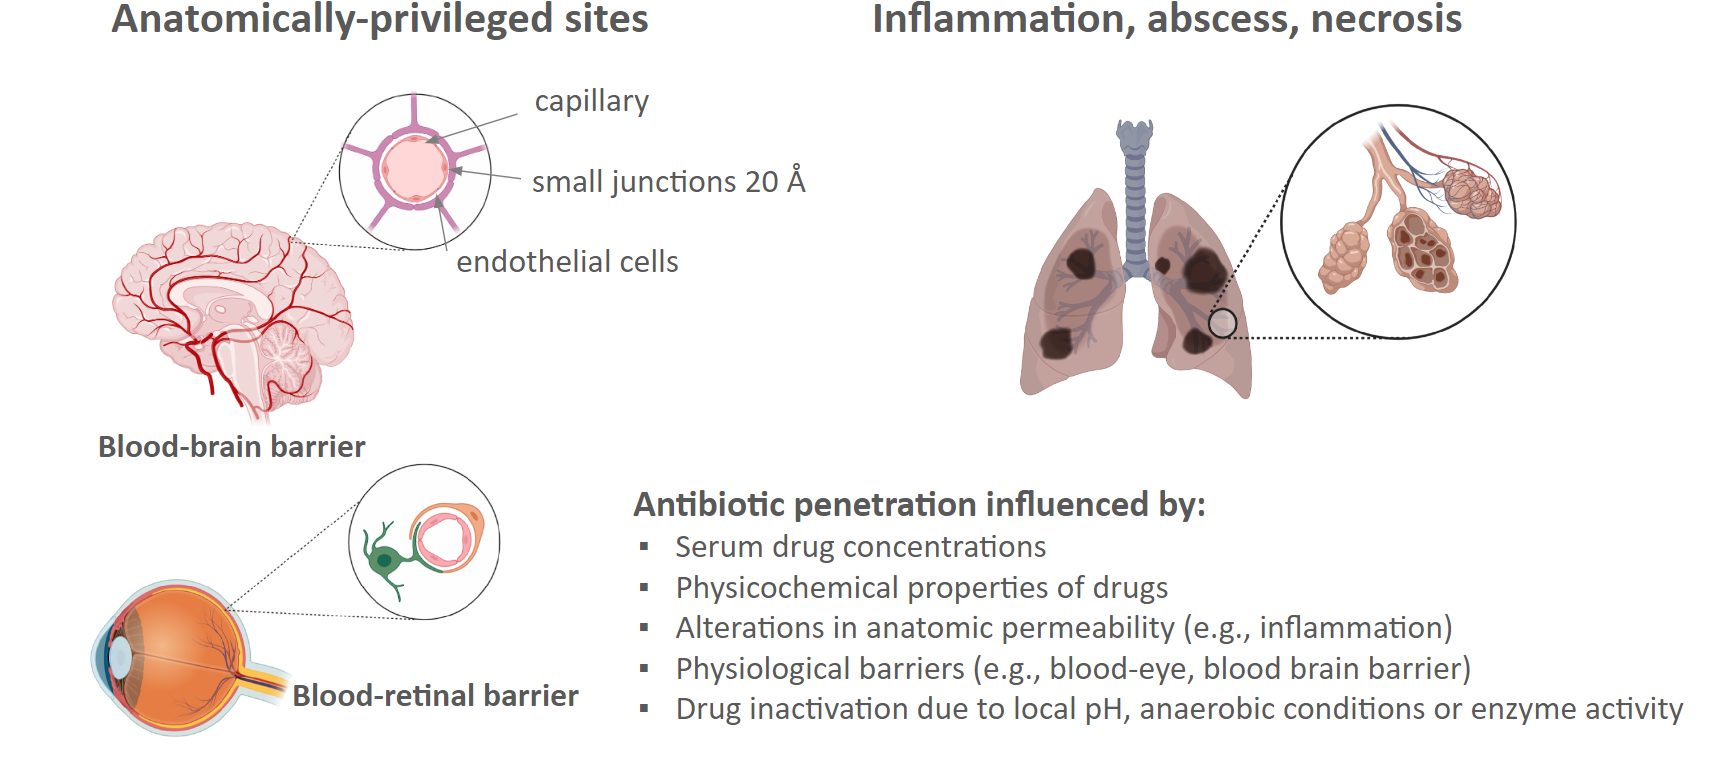 Anatomically-privileged sites
Inflammation, abscess, necrosis
capillary
small junctions 20 Å
endothelial cells
Blood-brain barrier
Blood-retinal barrier
Antibiotic penetration influenced by:
▪ Serum drug concentrations
▪ Physicochemical properties of drugs
▪ Alterations in anatomic permeability (e.g., inflammation)
▪ Physiological barriers (e.g., blood-eye, blood brain barrier)
▪ Drug inactivation due to local pH, anaerobic conditions or enzyme activity